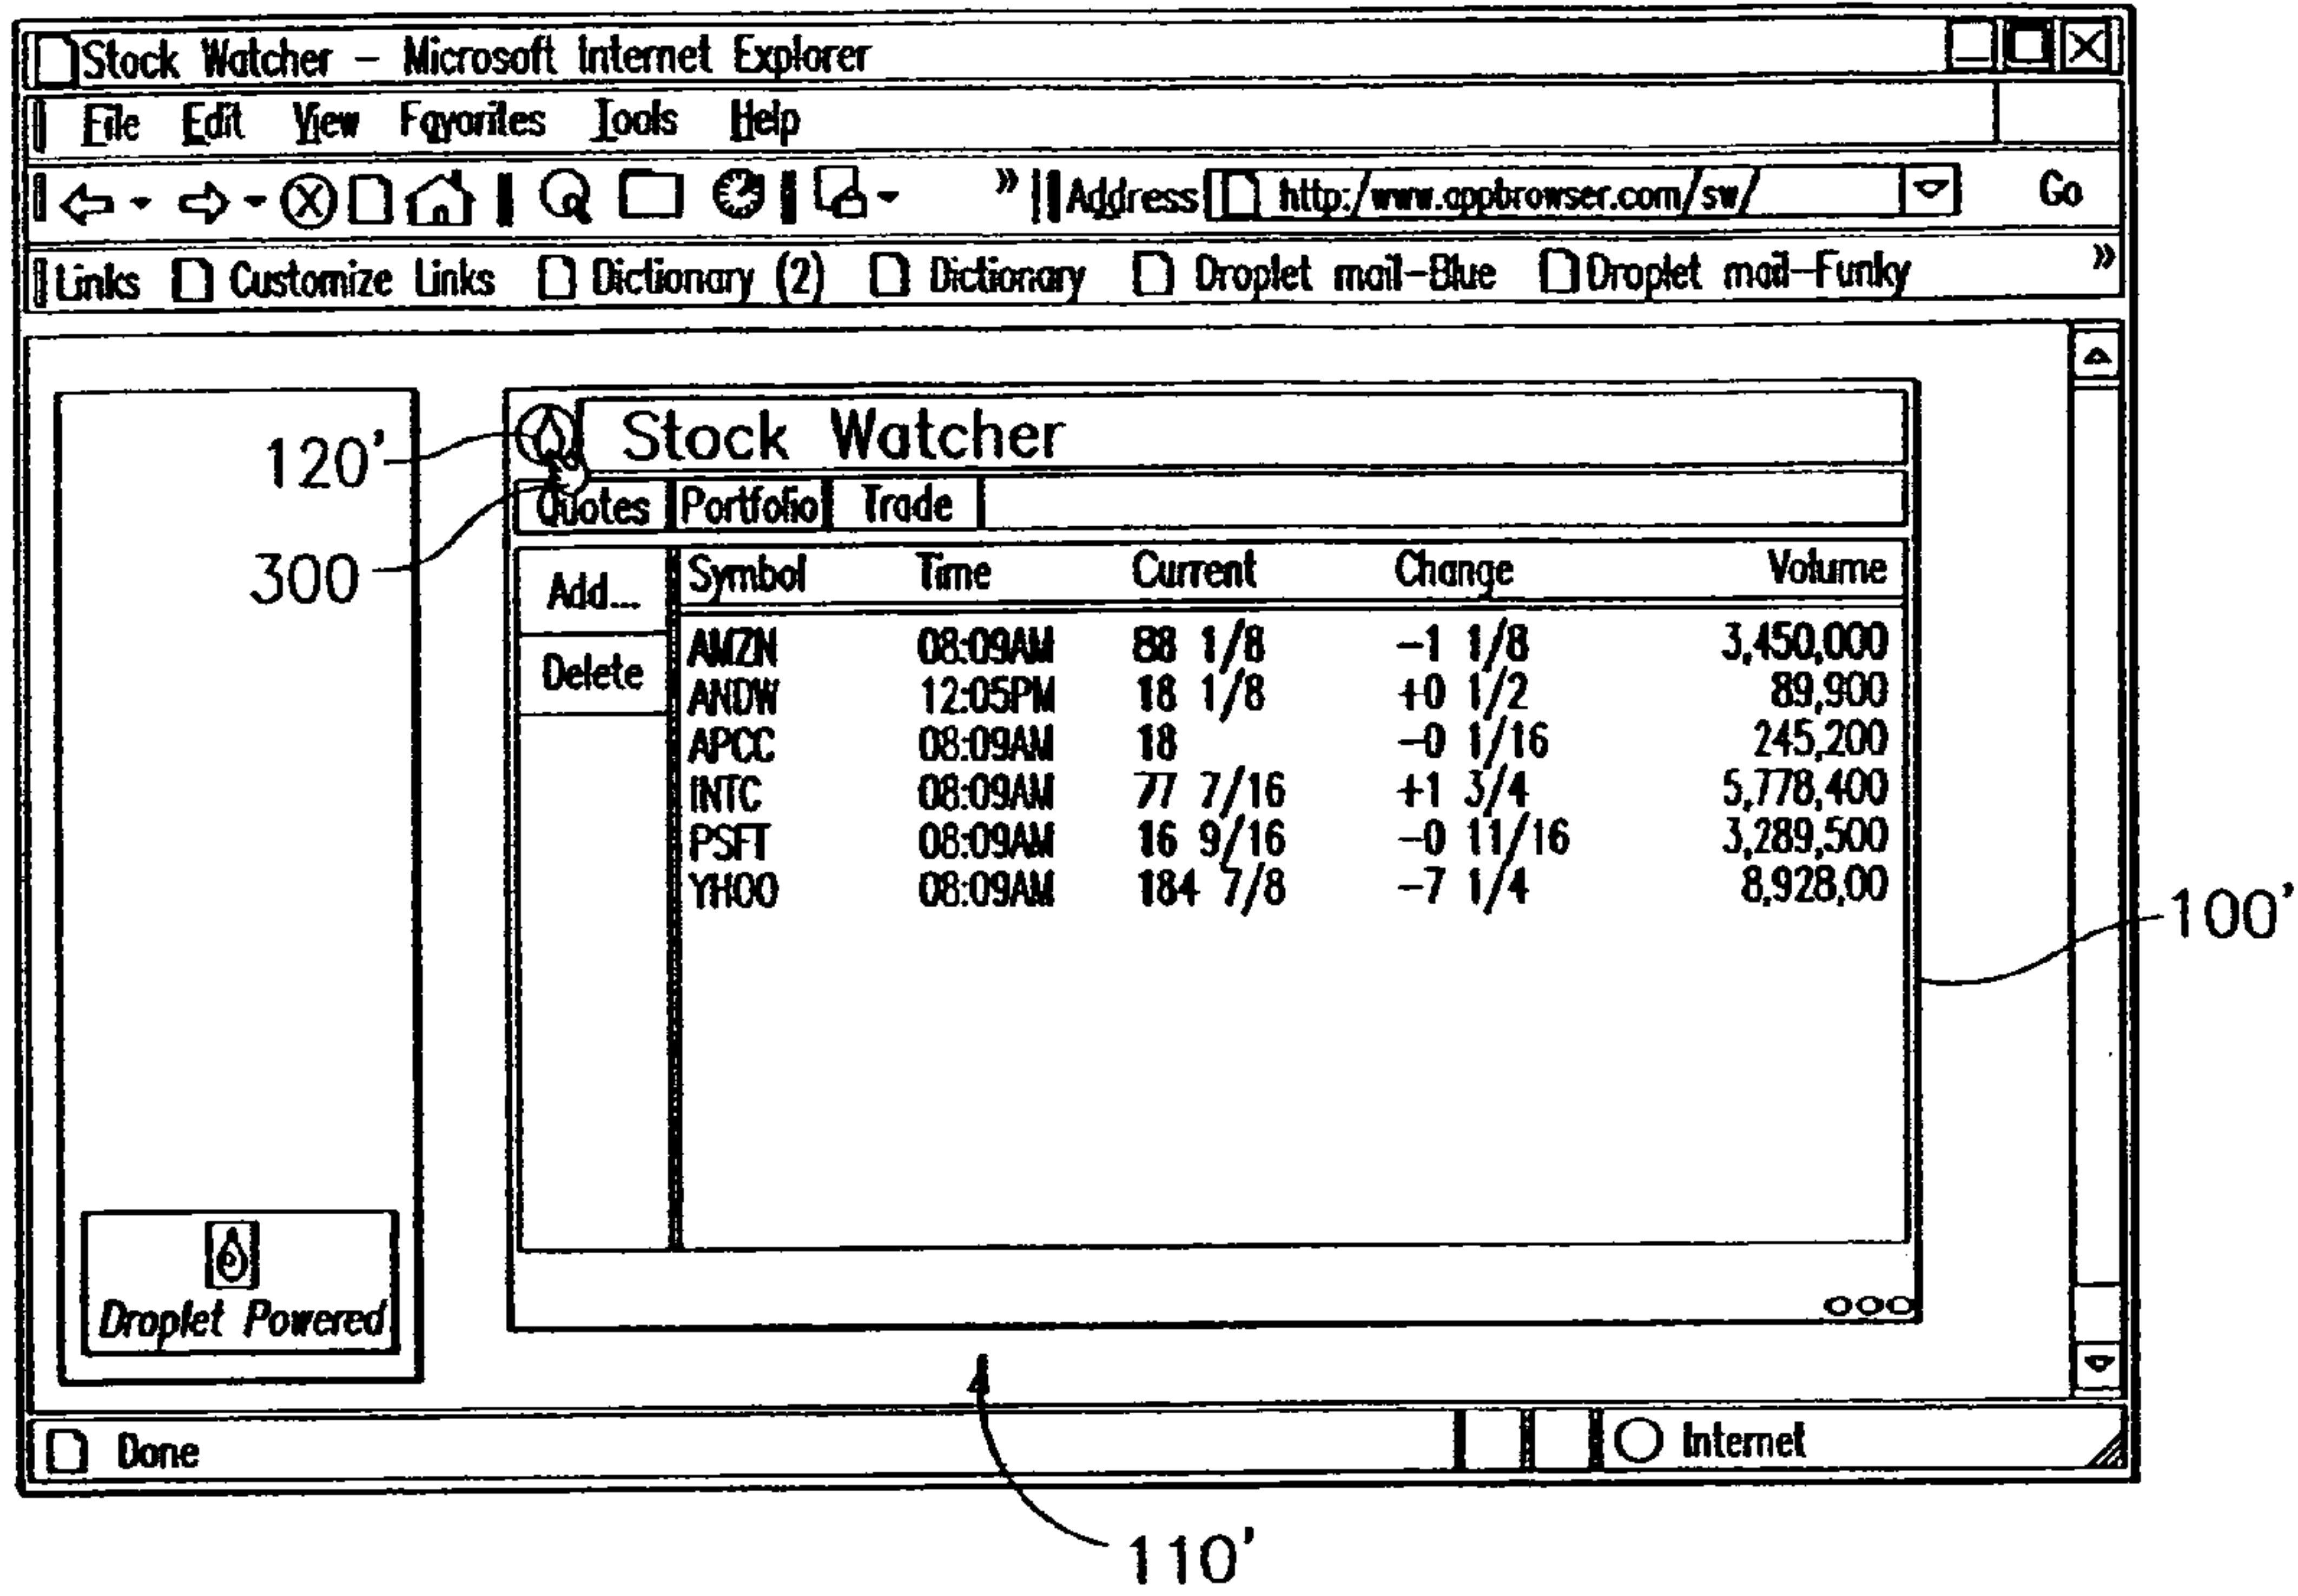 Stock Watcher - Microsoft Internet Explorer
File Edit View Favorites Tools Help
» Address http:/www.appbrowser.com/sw/ Go
Links Customize Links Dictionary (2) Dictionary Droplet mail-Blue Droplet mail-Funky »
120' Stock Watcher
300 Quotes Portfolio Trade
Add... Symbol Time Current Change Volume
Delete
AMZN 08:09AM 88 1/8 -1 1/8 3,450,000
ANDW 12:05PM 18 1/8 +0 1/2 89,900
APCC 08:09AM 18 -0 1/16 245,200
INTC 08:09AM 77 7/16 +1 3/4 5,778,400
PSFT 08:09AM 16 9/16 -0 11/16 3,289,500
YHOO 08:09AM 184 7/8 -7 1/4 8,928,00
100'
Droplet Powered
Done Internet
110'